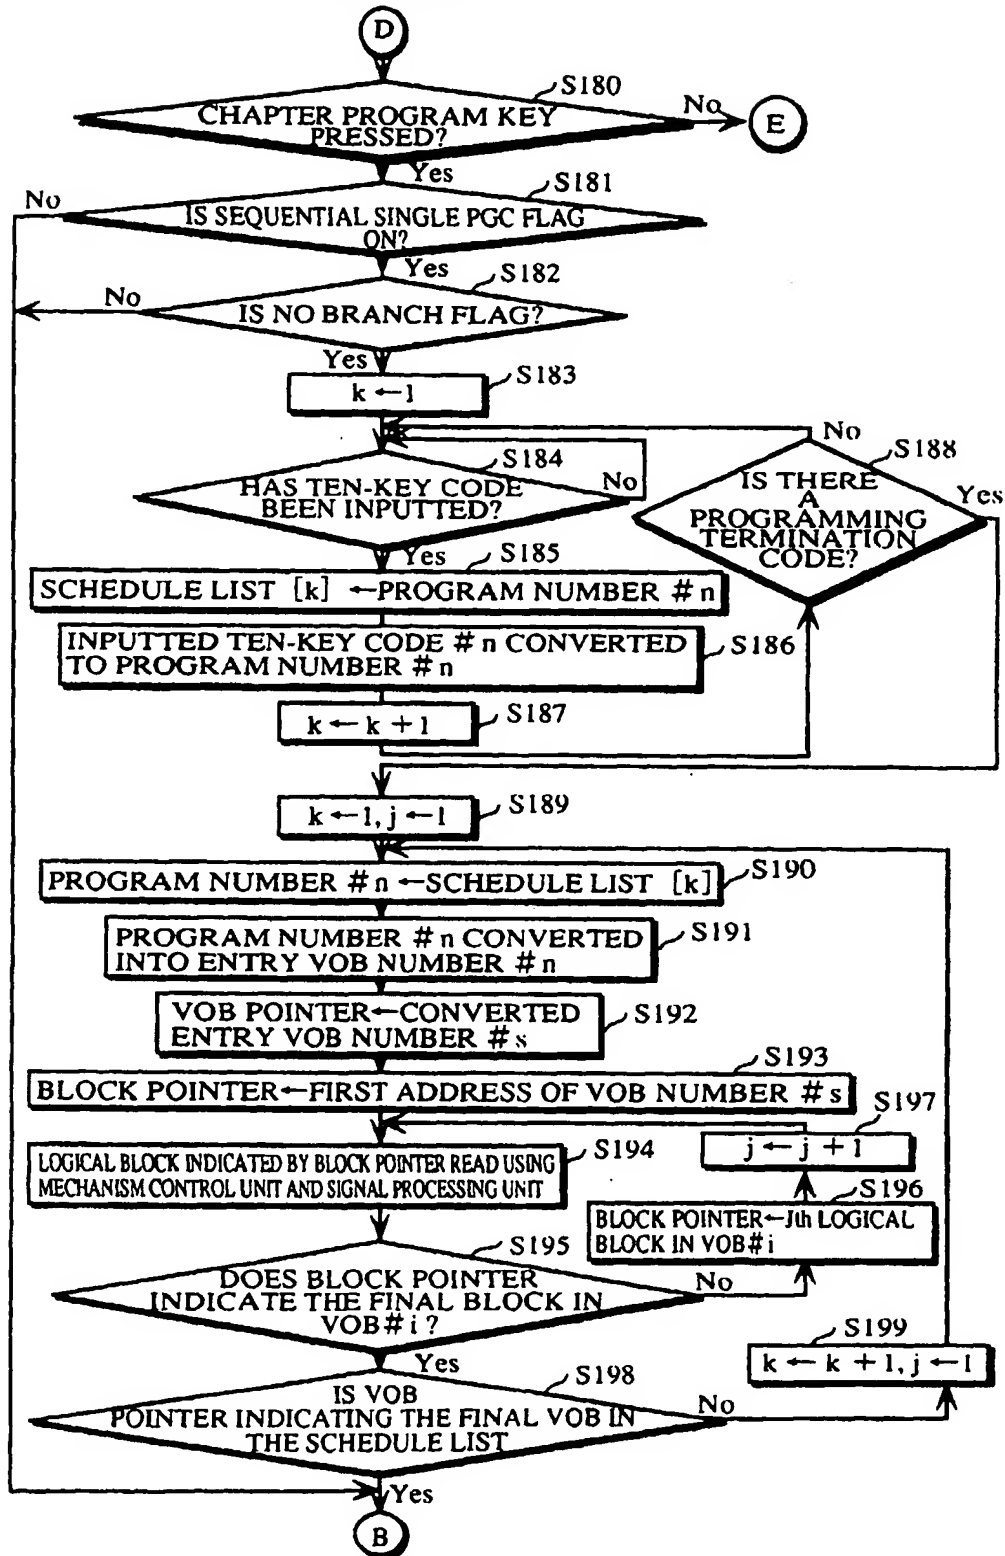 D
S180
CHAPTER PROGRAM KEY
PRESSED?
No
E
Yes
S181
No
IS SEQUENTIAL SINGLE PGC FLAG
ON?
Yes
S182
No
IS NO BRANCH FLAG?
Yes
S183
k ← 1
No
S188
S184
HAS TEN-KEY CODE
BEEN INPUTTED?
No
IS THERE
A
PROGRAMMING
TERMINATION
CODE?
Yes
Yes
S185
SCHEDULE LIST [k] ← PROGRAM NUMBER #n
INPUTTED TEN-KEY CODE #n CONVERTED
TO PROGRAM NUMBER #n
S186
S187
k ← k + 1
S189
k ← 1, j ← 1
PROGRAM NUMBER #n ← SCHEDULE LIST [k]
S190
PROGRAM NUMBER #n CONVERTED
INTO ENTRY VOB NUMBER #n
S191
VOB POINTER ← CONVERTED
ENTRY VOB NUMBER #s
S192
S193
BLOCK POINTER ← FIRST ADDRESS OF VOB NUMBER #s
S197
j ← j + 1
S194
LOGICAL BLOCK INDICATED BY BLOCK POINTER READ USING
MECHANISM CONTROL UNIT AND SIGNAL PROCESSING UNIT
S196
BLOCK POINTER ← Jth LOGICAL
BLOCK IN VOB#i
S195
DOES BLOCK POINTER
INDICATE THE FINAL BLOCK IN
VOB#i?
No
S199
k ← k + 1, j ← 1
Yes
S198
IS VOB
POINTER INDICATING THE FINAL VOB IN
THE SCHEDULE LIST
No
Yes
B